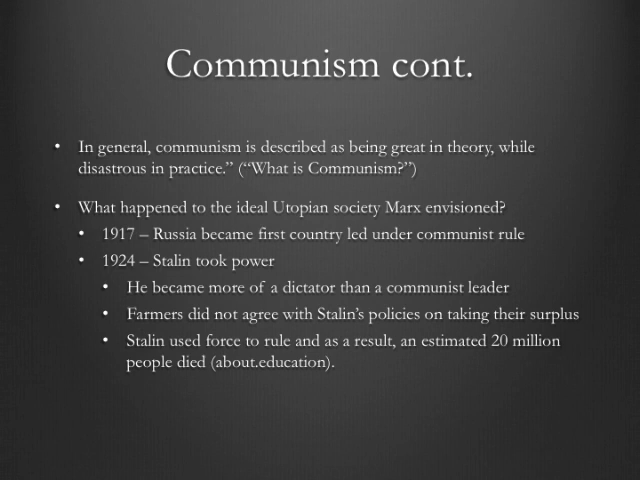 Communism cont.
• In general, communism is described as being great in theory, while
disastrous in practice.” (“What is Communism?”)
• What happened to the ideal Utopian society Marx envisioned?
• 1917 – Russia became first country led under communist rule
• 1924 – Stalin took power
• He became more of a dictator than a communist leader
• Farmers did not agree with Stalin’s policies on taking their surplus
• Stalin used force to rule and as a result, an estimated 20 million
people died (about.education).